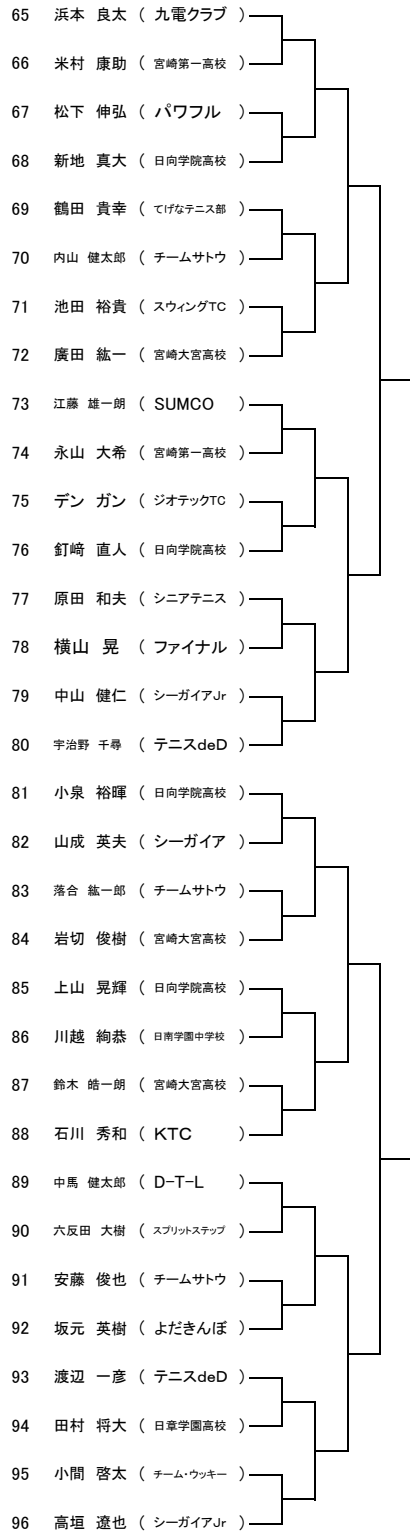 65 浜本 良太 ( 九電クラブ )
66 米村 康助 ( 宮崎第一高校 )
67 松下 伸弘 ( パワフル )
68 新地 真大 ( 日向学院高校 )
69 鶴田 貴幸 ( てげなテニス部 )
70 内山 健太郎 ( チームサトウ )
71 池田 裕貴 ( スウィングTC )
72 廣田 紘一 ( 宮崎大宮高校 )
73 江藤 雄一朗 ( SUMCO )
74 永山 大希 ( 宮崎第一高校 )
75 デン ガン ( ジオテックTC )
76 釘﨑 直人 ( 日向学院高校 )
77 原田 和夫 ( シニアテニス )
78 横山 晃 ( ファイナル )
79 中山 健仁 ( シーガイアJr )
80 宇治野 千尋 ( テニスdeD )
81 小泉 裕暉 ( 日向学院高校 )
82 山成 英夫 ( シーガイア )
83 落合 紘一郎 ( チームサトウ )
84 岩切 俊樹 ( 宮崎大宮高校 )
85 上山 晃輝 ( 日向学院高校 )
86 川越 絢恭 ( 日南学園中学校 )
87 鈴木 皓一朗 ( 宮崎大宮高校 )
88 石川 秀和 ( KTC )
89 中馬 健太郎 ( D-T-L )
90 六反田 大樹 ( スプリットステップ )
91 安藤 俊也 ( チームサトウ )
92 坂元 英樹 ( よだきんぼ )
93 渡辺 一彦 ( テニスdeD )
94 田村 将大 ( 日章学園高校 )
95 小間 啓太 ( チーム・ウッキー )
96 高垣 遼也 ( シーガイアJr )